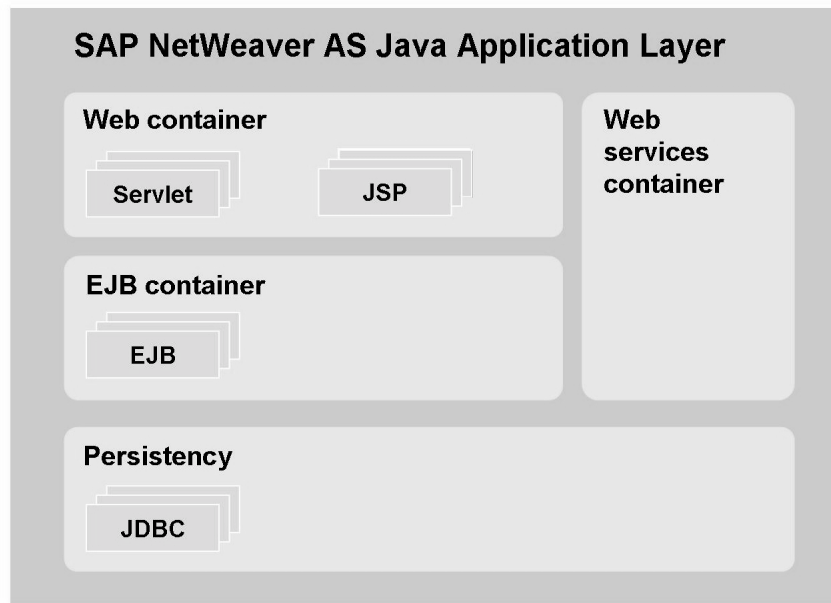 SAP NetWeaver AS Java Application Layer
Web container
Servlet
JSP
Web
services
container
EJB container
EJB
Persistency
JDBC